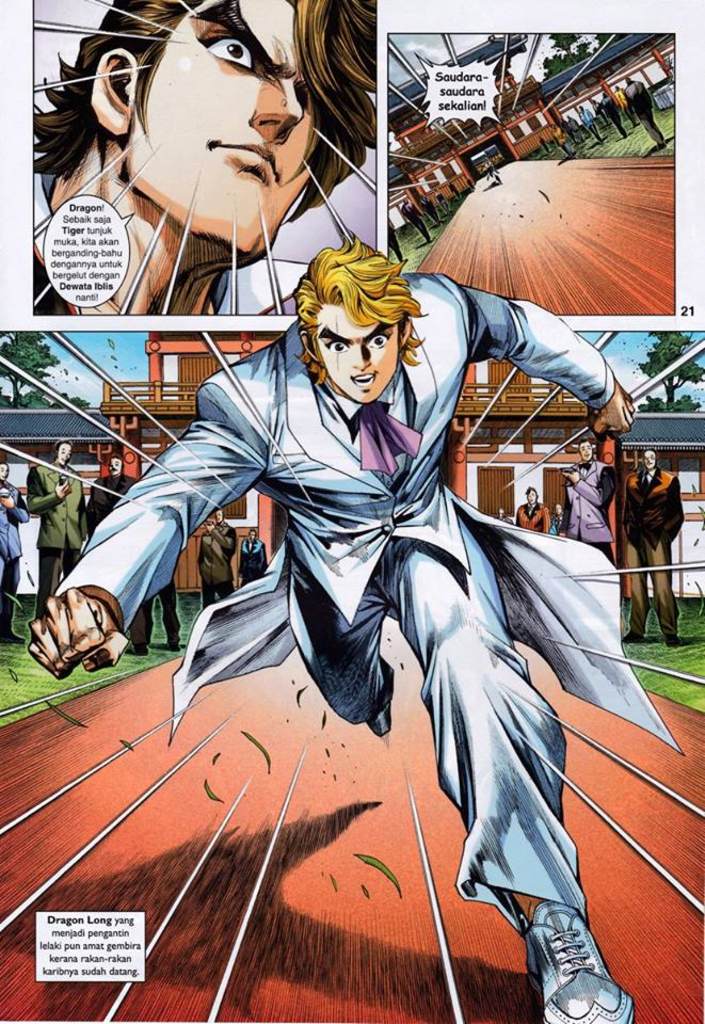 Dragon!
Sebaik saja
Tiger tunjuk
muka, kita akan
berganding-bahu
dengannya untuk
bergelut dengan
Dewata Iblis
nanti!
Saudara-
saudara
sekalian!
21
Dragon Long yang
menjadi pengantin
lelaki pun amat gembira
kerana rakan-rakan
karibnya sudah datang.